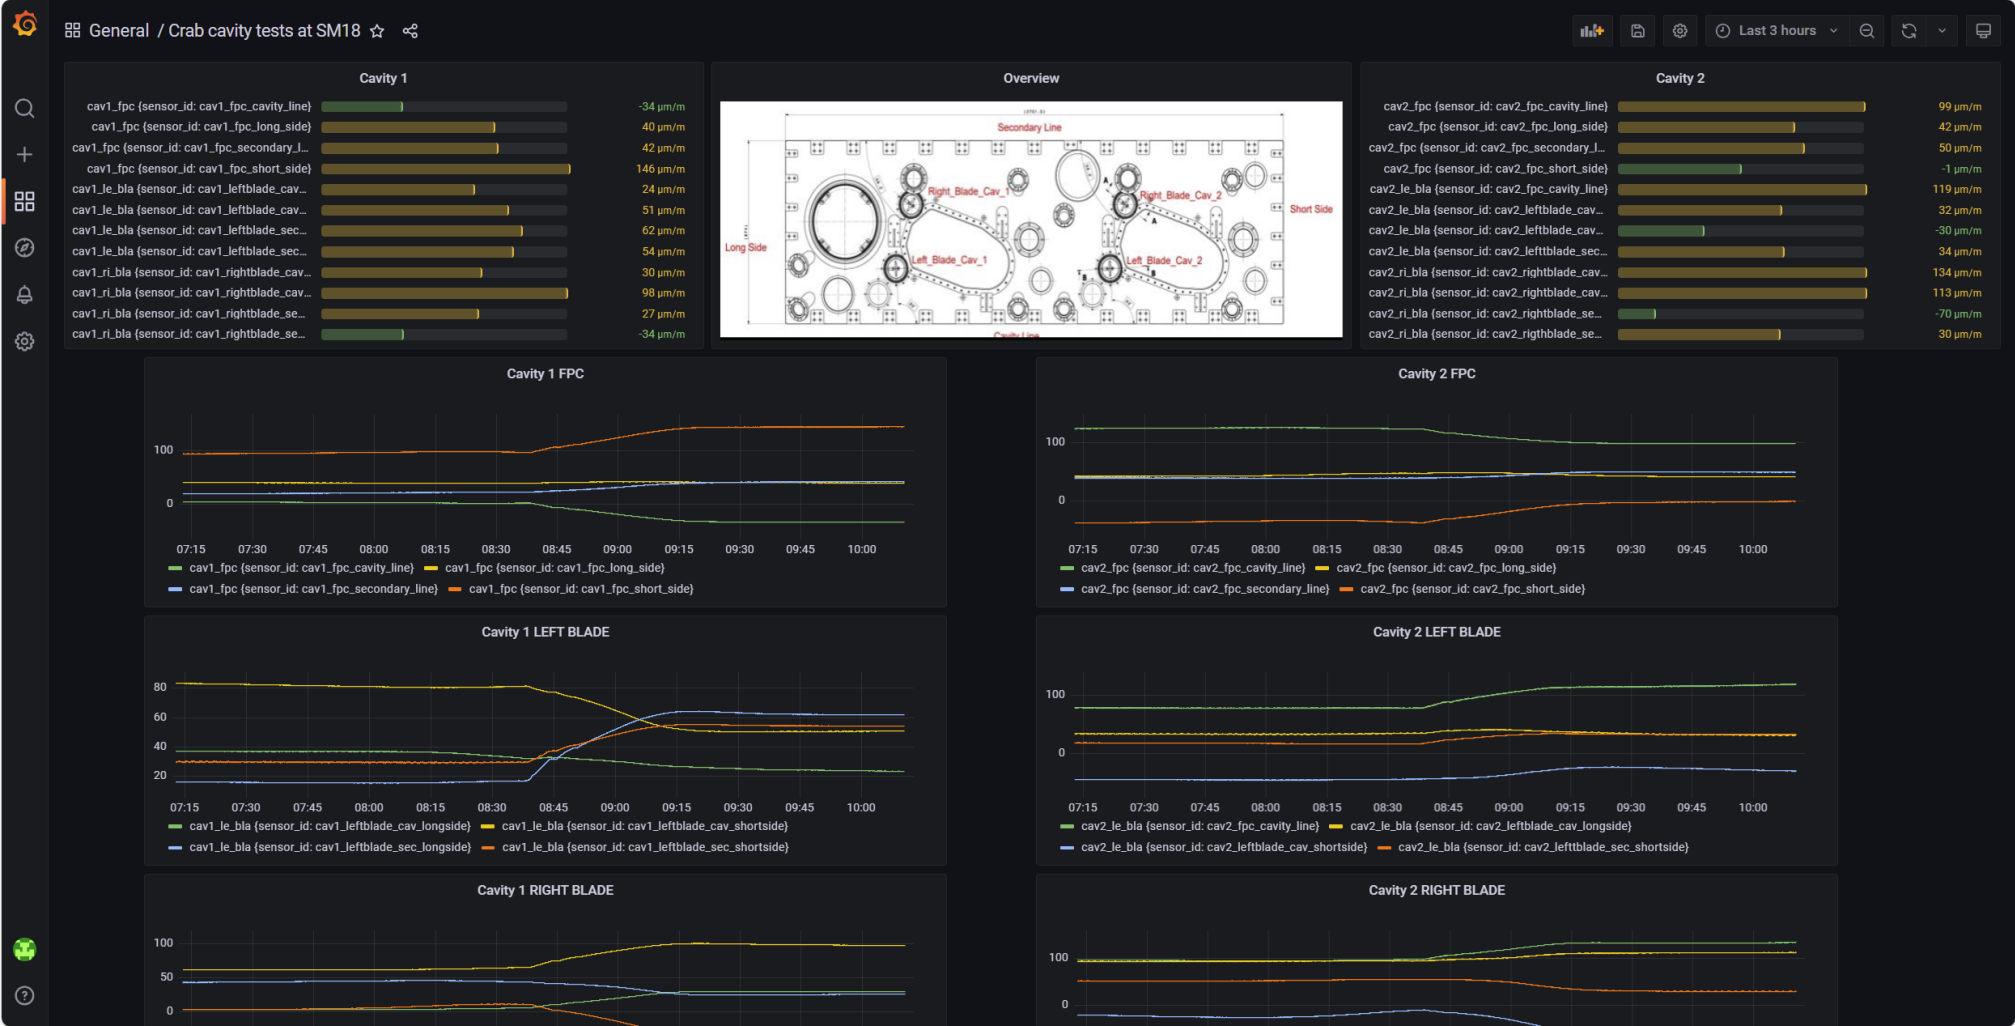 General / Crab cavity tests at SM18
Last 3 hours
Cavity 1
cav1_fpc {sensor_id: cav1_fpc_cavity_line} -34 µm/m
cav1_fpc {sensor_id: cav1_fpc_long_side} 40 µm/m
cav1_fpc {sensor_id: cav1_fpc_secondary_l... 42 µm/m
cav1_fpc {sensor_id: cav1_fpc_short_side} 146 µm/m
cav1_le_bla {sensor_id: cav1_leftblade_cav... 24 µm/m
cav1_le_bla {sensor_id: cav1_leftblade_cav... 51 µm/m
cav1_le_bla {sensor_id: cav1_leftblade_sec... 62 µm/m
cav1_le_bla {sensor_id: cav1_leftblade_sec... 54 µm/m
cav1_ri_bla {sensor_id: cav1_rightblade_cav... 30 µm/m
cav1_ri_bla {sensor_id: cav1_rightblade_cav... 98 µm/m
cav1_ri_bla {sensor_id: cav1_rightblade_se... 27 µm/m
cav1_ri_bla {sensor_id: cav1_rightblade_se... -34 µm/m
Overview
Secondary Line
Right_Blade_Cav_1
Right_Blade_Cav_2
A
A
Short Side
Long Side
Left_Blade_Cav_1
Left_Blade_Cav_2
B
B
Cavity Line
Cavity 2
cav2_fpc {sensor_id: cav2_fpc_cavity_line} 99 µm/m
cav2_fpc {sensor_id: cav2_fpc_long_side} 42 µm/m
cav2_fpc {sensor_id: cav2_fpc_secondary_l... 50 µm/m
cav2_fpc {sensor_id: cav2_fpc_short_side} -1 µm/m
cav2_le_bla {sensor_id: cav2_fpc_cavity_line} 119 µm/m
cav2_le_bla {sensor_id: cav2_leftblade_cav... 32 µm/m
cav2_le_bla {sensor_id: cav2_leftblade_cav... -30 µm/m
cav2_le_bla {sensor_id: cav2_lefttblade_sec... 34 µm/m
cav2_ri_bla {sensor_id: cav2_rightblade_cav... 134 µm/m
cav2_ri_bla {sensor_id: cav2_rightblade_cav... 113 µm/m
cav2_ri_bla {sensor_id: cav2_rightblade_se... -70 µm/m
cav2_ri_bla {sensor_id: cav2_rigthblade_se... 30 µm/m
Cavity 1 FPC
100
0
07:15 07:30 07:45 08:00 08:15 08:30 08:45 09:00 09:15 09:30 09:45 10:00
cav1_fpc {sensor_id: cav1_fpc_cavity_line} cav1_fpc {sensor_id: cav1_fpc_long_side}
cav1_fpc {sensor_id: cav1_fpc_secondary_line} cav1_fpc {sensor_id: cav1_fpc_short_side}
Cavity 2 FPC
100
0
07:15 07:30 07:45 08:00 08:15 08:30 08:45 09:00 09:15 09:30 09:45 10:00
cav2_fpc {sensor_id: cav2_fpc_cavity_line} cav2_fpc {sensor_id: cav2_fpc_long_side}
cav2_fpc {sensor_id: cav2_fpc_secondary_line} cav2_fpc {sensor_id: cav2_fpc_short_side}
Cavity 1 LEFT BLADE
80
60
40
20
07:15 07:30 07:45 08:00 08:15 08:30 08:45 09:00 09:15 09:30 09:45 10:00
cav1_le_bla {sensor_id: cav1_leftblade_cav_longside} cav1_le_bla {sensor_id: cav1_leftblade_cav_shortside}
cav1_le_bla {sensor_id: cav1_leftblade_sec_longside} cav1_le_bla {sensor_id: cav1_leftblade_sec_shortside}
Cavity 2 LEFT BLADE
100
0
07:15 07:30 07:45 08:00 08:15 08:30 08:45 09:00 09:15 09:30 09:45 10:00
cav2_le_bla {sensor_id: cav2_fpc_cavity_line} cav2_le_bla {sensor_id: cav2_leftblade_cav_longside}
cav2_le_bla {sensor_id: cav2_leftblade_cav_shortside} cav2_le_bla {sensor_id: cav2_lefttblade_sec_shortside}
Cavity 1 RIGHT BLADE
100
50
0
Cavity 2 RIGHT BLADE
100
0